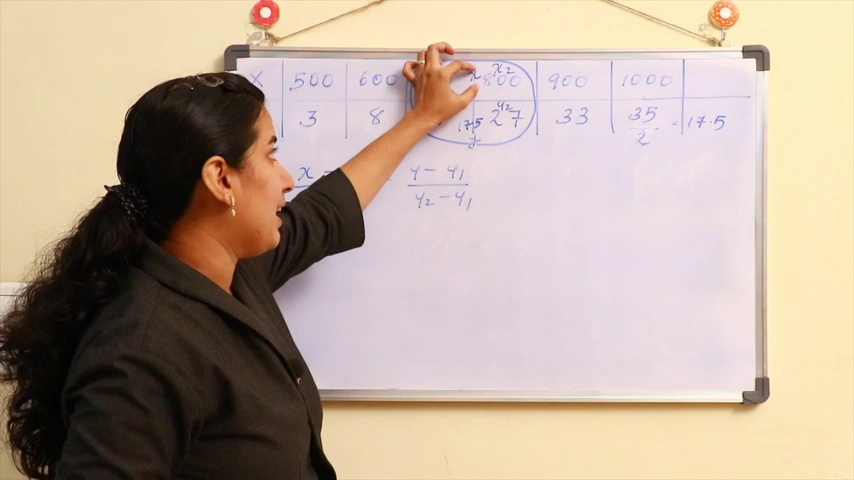 X 500 600 x 800 x2 900 1000
3 8 17.5 27 y2 33 35/2 = 17.5
y
x - y - y1
y2 - y1